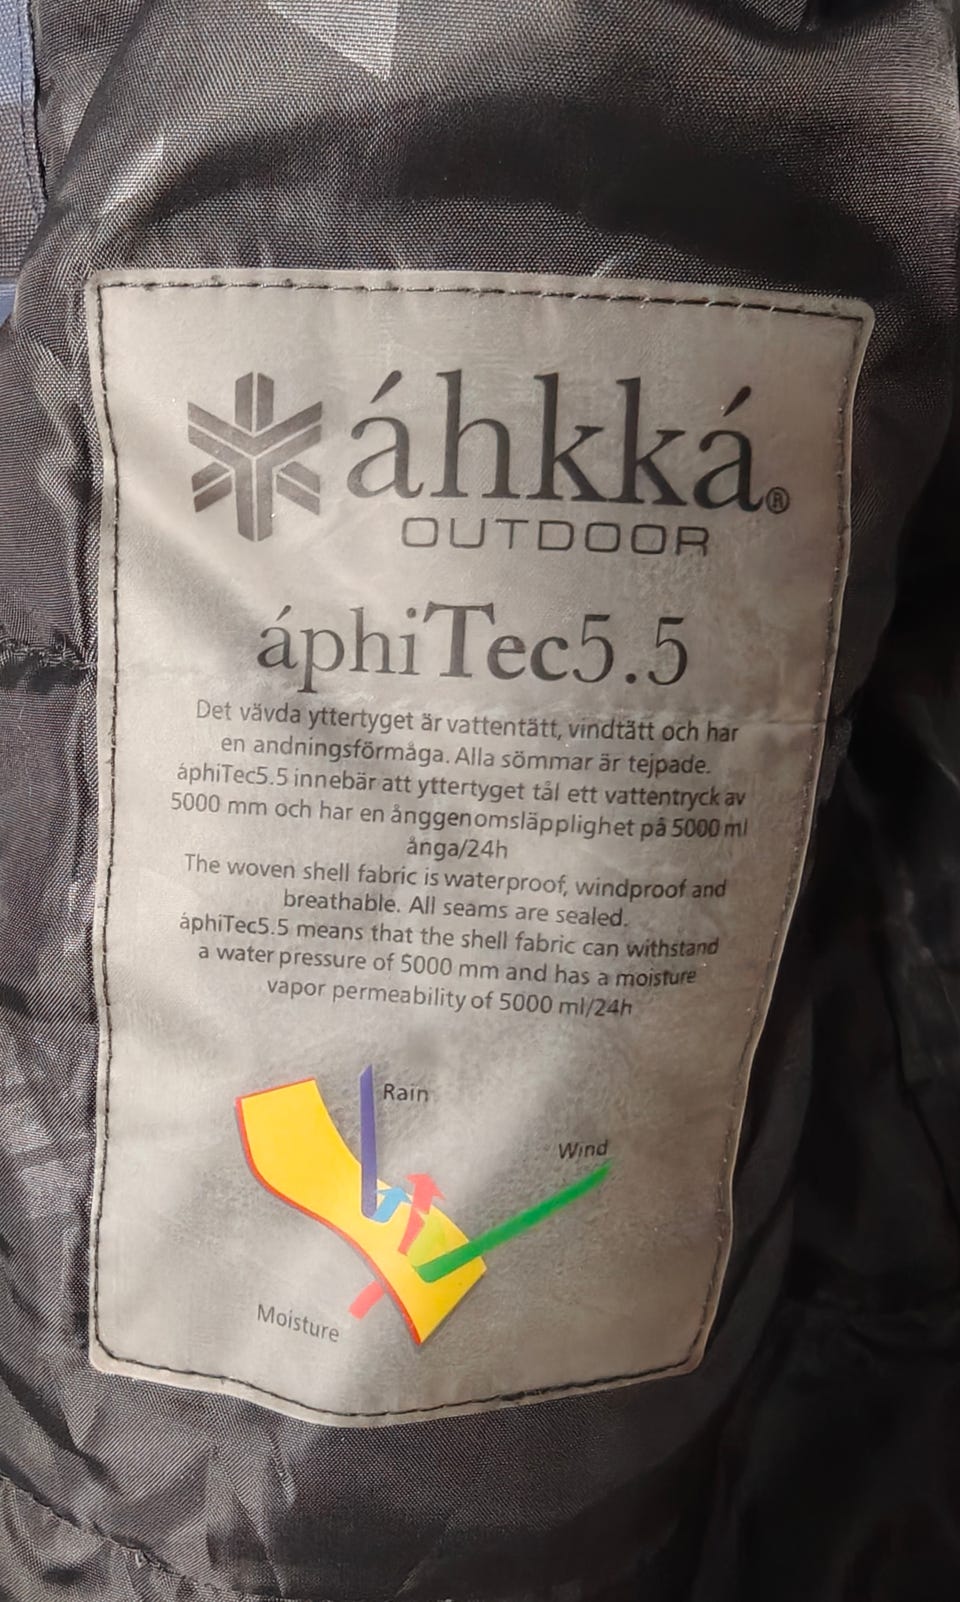 áhkká®
OUTDOOR
áphiTec5.5
Det vävda yttertyget är vattentätt, vindtätt och har
en andningsförmåga. Alla sömmar är tejpade.
áphiTec5.5 innebär att yttertyget tål ett vattentryck av
5000 mm och har en ånggenomsläpplighet på 5000 ml
ånga/24h
The woven shell fabric is waterproof, windproof and
breathable. All seams are sealed.
áphiTec5.5 means that the shell fabric can withstand
a water pressure of 5000 mm and has a moisture
vapor permeability of 5000 ml/24h
Rain
Wind
Moisture